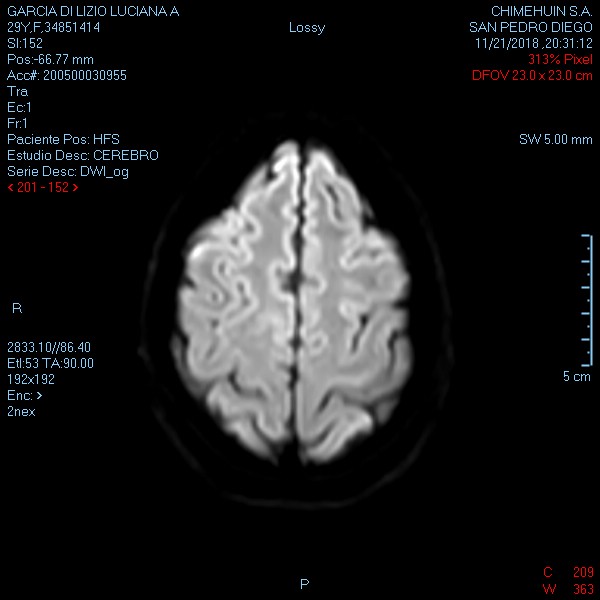 GARCIA DI LIZIO LUCIANA A
29Y,F,34851414
Sl:152
Pos:-66.77 mm
Acc#: 200500030955
Tra
Ec:1
Fr:1
Paciente Pos: HFS
Estudio Desc: CEREBRO
Serie Desc: DWI_og
< 201 - 152 >
Lossy
CHIMEHUIN S.A.
SAN PEDRO DIEGO
11/21/2018 ,20:31:12
313% Pixel
DFOV 23.0 x 23.0 cm
SW 5.00 mm
R
2833.10//86.40
Etl:53 TA:90.00
192x192
Enc: >
2nex
5 cm
P
C 209
W 363